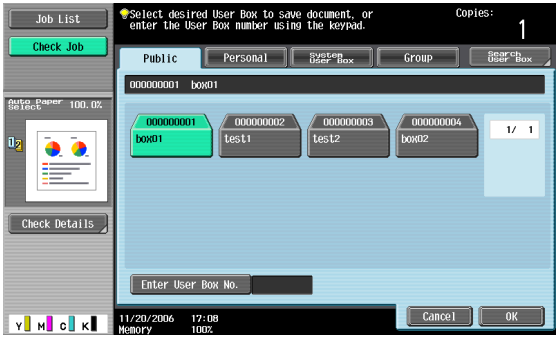 Job List
Check Job
Select desired User Box to save document, or
enter the User Box number using the keypad.
Copies:
1
Public
Personal
System
User Box
Group
Search
User Box
000000001 box01
Auto Paper
Select 100.0%
1 2
000000001
box01
000000002
test1
000000003
test2
000000004
box02
1/ 1
Check Details
Enter User Box No.
Cancel
OK
Y M C K
11/20/2006 17:08
Memory 100%